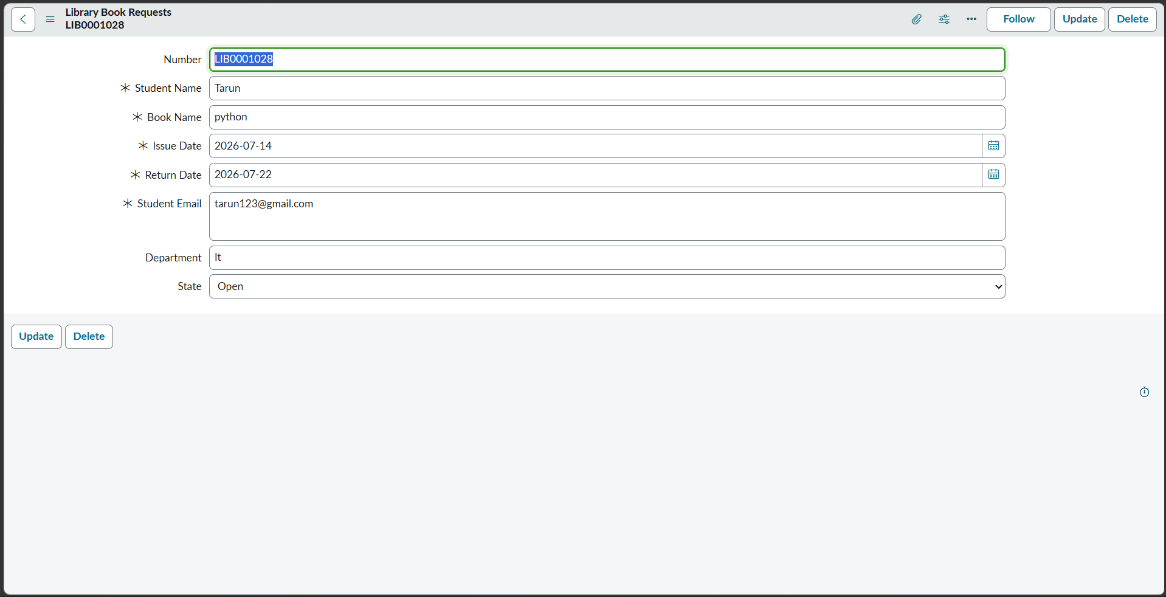 Library Book Requests
LIB0001028
Follow
Update
Delete
Number
LIB0001028
Student Name
Tarun
Book Name
python
Issue Date
2026-07-14
Return Date
2026-07-22
Student Email
tarun123@gmail.com
Department
It
State
Open
Update
Delete